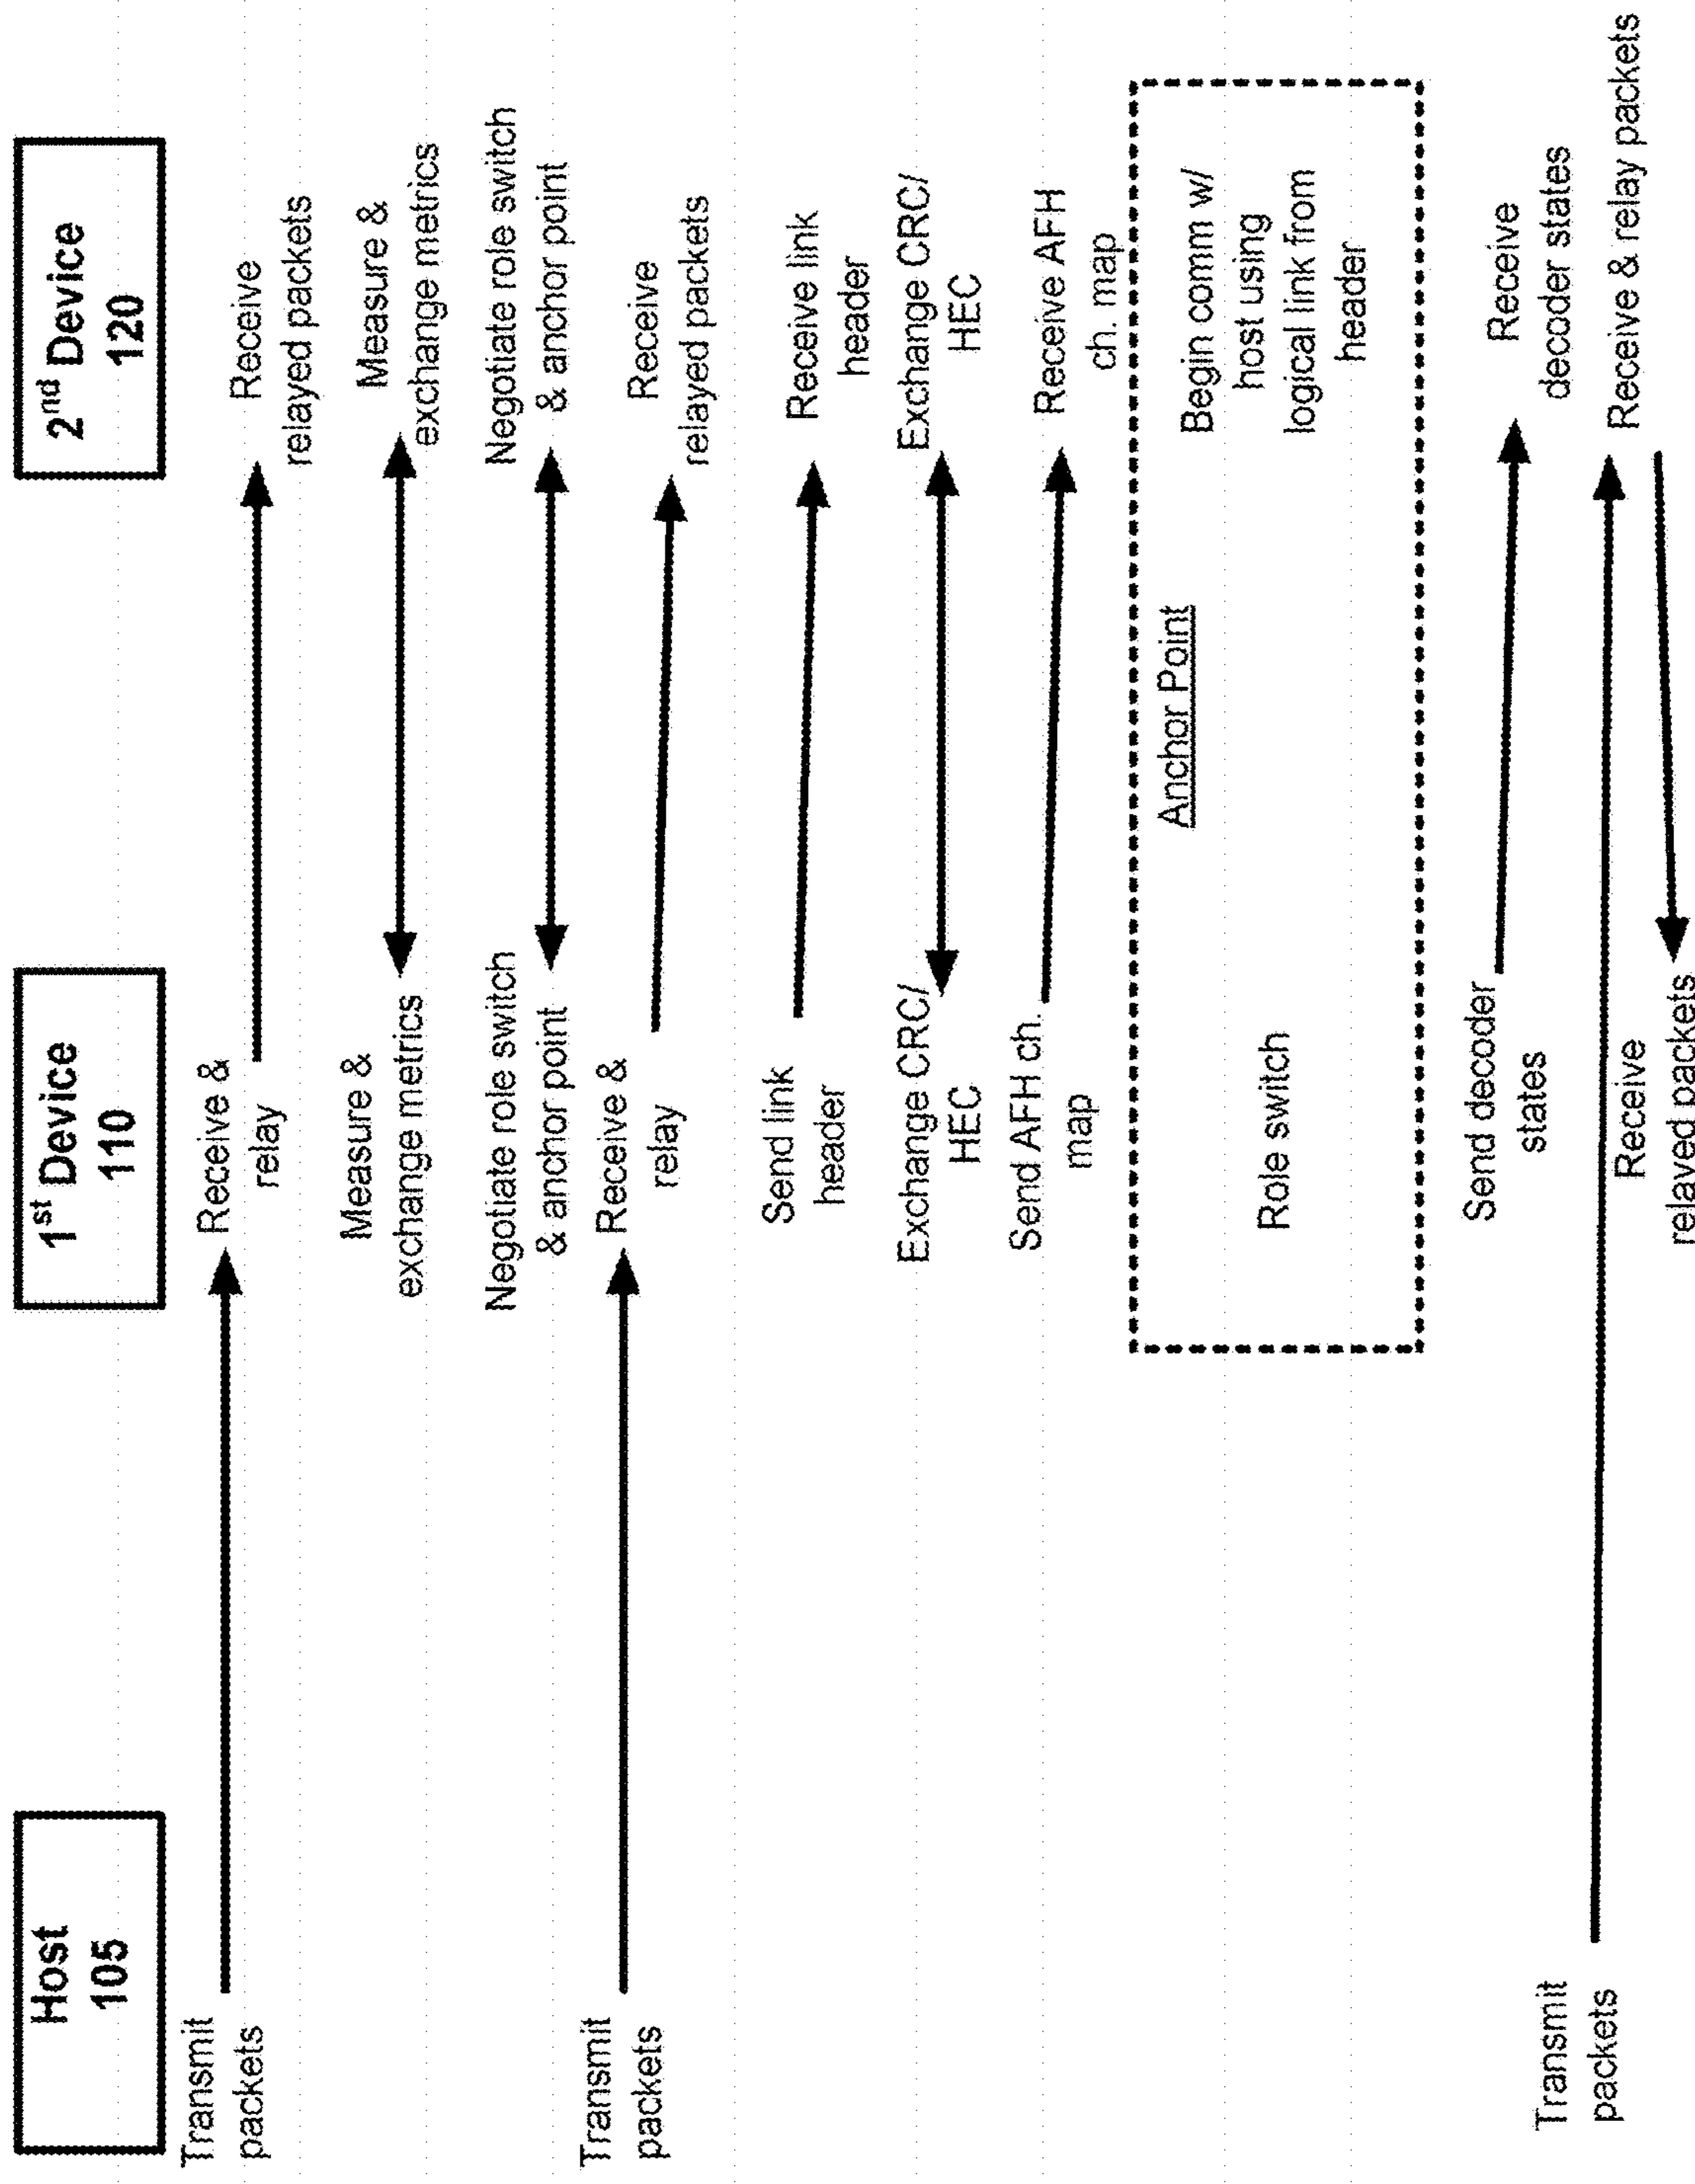 Host
105
1st Device
110
2nd Device
120
Transmit
packets
Receive &
relay
Receive
relayed packets
Measure &
exchange metrics
Measure &
exchange metrics
Negotiate role switch
& anchor point
Negotiate role switch
& anchor point
Transmit
packets
Receive &
relay
Receive
relayed packets
Send link
header
Receive link
header
Exchange CRC/
HEC
Exchange CRC/
HEC
Send AFH ch.
map
Receive AFH
ch. map
Anchor Point
Role switch
Begin comm w/
host using
logical link from
header
Send decoder
states
Receive
decoder states
Transmit
packets
Receive & relay packets
Receive
relayed packets